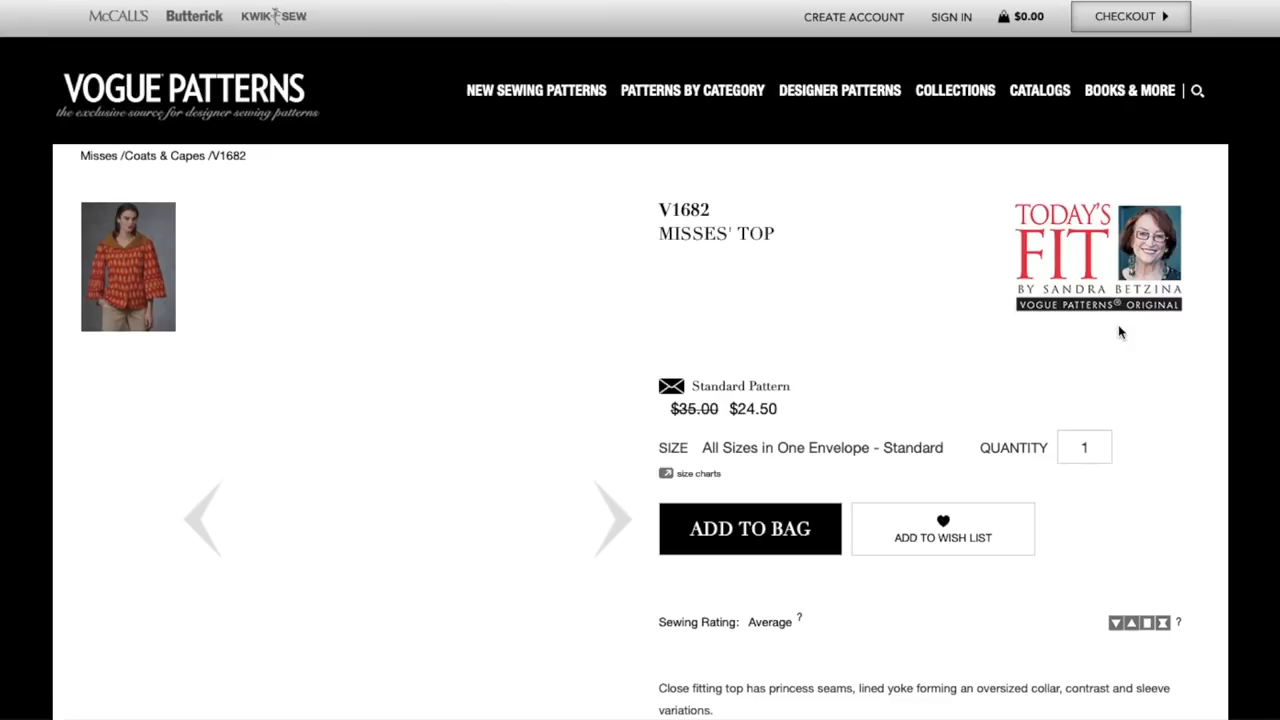 McCALL'S Butterick KWIK SEW CREATE ACCOUNT SIGN IN $0.00 CHECKOUT
VOGUE PATTERNS
the exclusive source for designer sewing patterns
NEW SEWING PATTERNS PATTERNS BY CATEGORY DESIGNER PATTERNS COLLECTIONS CATALOGS BOOKS & MORE
Misses /Coats & Capes /V1682
V1682
MISSES' TOP
TODAY'S
FIT
BY SANDRA BETZINA
VOGUE PATTERNS® ORIGINAL
Standard Pattern
$35.00 $24.50
SIZE All Sizes in One Envelope - Standard QUANTITY 1
size charts
ADD TO BAG
ADD TO WISH LIST
Sewing Rating: Average ? ?
Close fitting top has princess seams, lined yoke forming an oversized collar, contrast and sleeve
variations.